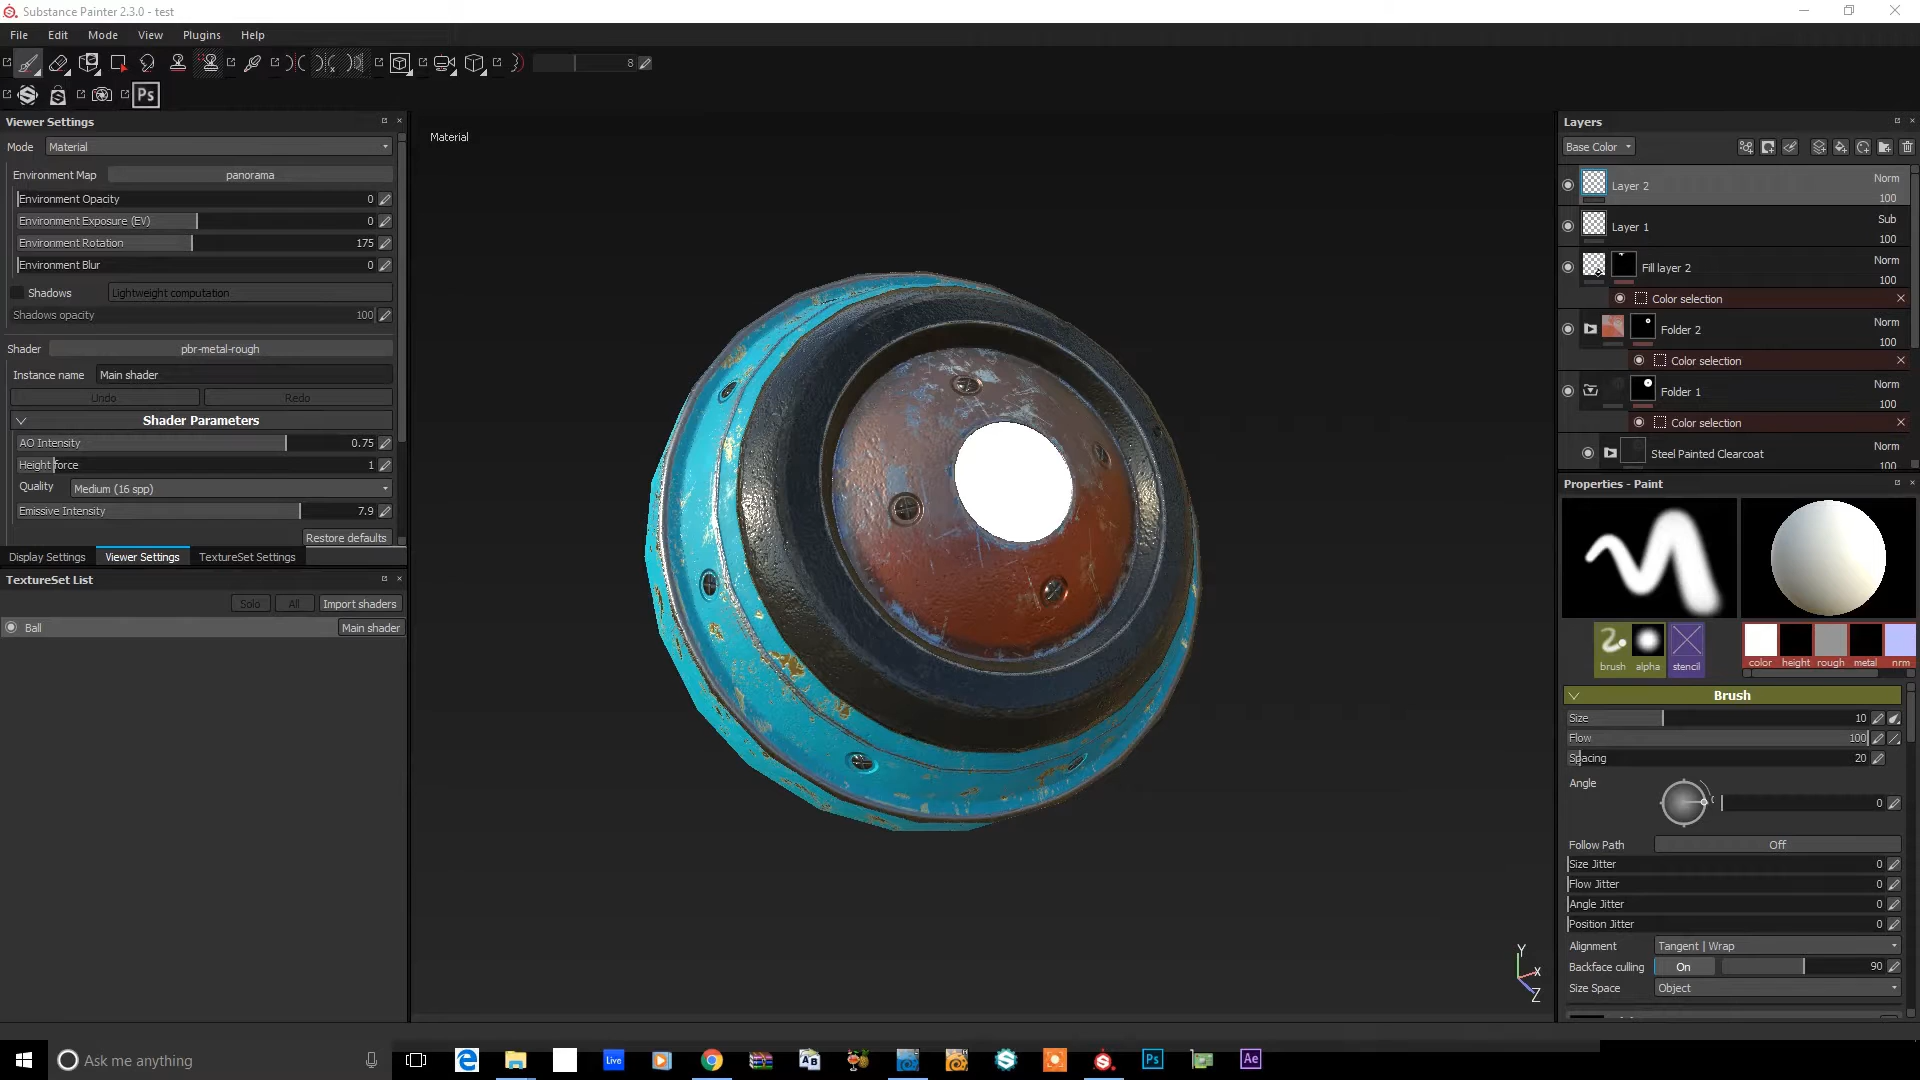 Substance Painter 2.3.0 - test
File Edit Mode View Plugins Help
8
Ps
Viewer Settings
Mode Material
Environment Map panorama
Environment Opacity 0
Environment Exposure (EV) 0
Environment Rotation 175
Environment Blur 0
Shadows Lightweight computation
Shadows opacity 100
Shader pbr-metal-rough
Instance name Main shader
Undo Redo
Shader Parameters
AO Intensity 0.75
Height force 1
Quality Medium (16 spp)
Emissive Intensity 7.9
Restore defaults
Display Settings Viewer Settings TextureSet Settings
TextureSet List
Solo All Import shaders
Ball Main shader
Material
Y
X
Z
Layers
Base Color
Layer 2 Norm
100
Layer 1 Sub
100
Fill layer 2 Norm
100
Color selection
Folder 2 Norm
100
Color selection
Folder 1 Norm
100
Color selection
Steel Painted Clearcoat Norm
100
Properties - Paint
brush alpha stencil color height rough metal nrm
Brush
Size 10
Flow 100
Spacing 20
Angle 0
Follow Path Off
Size Jitter 0
Flow Jitter 0
Angle Jitter 0
Position Jitter 0
Alignment Tangent | Wrap
Backface culling On 90
Size Space Object
Ask me anything
Live
Ps
Ae